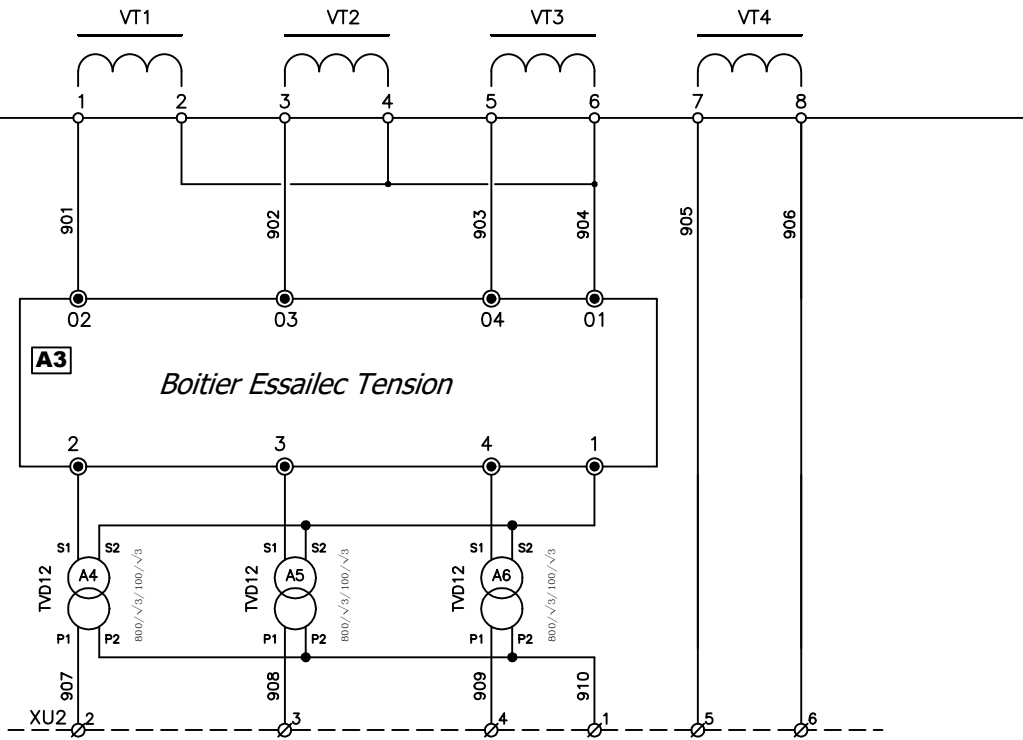 VT1 VT2 VT3 VT4
1 2 3 4 5 6 7 8
901 902 903 904 905 906
02 03 04 01
A3
Boitier Essailec Tension
2 3 4 1
S1 S2 S1 S2 S1 S2
TVD12 A4 800/√3/100/√3 TVD12 A5 800/√3/100/√3 TVD12 A6 800/√3/100/√3
P1 P2 P1 P2 P1 P2
907 908 909 910
XU2 2 3 4 1 5 6